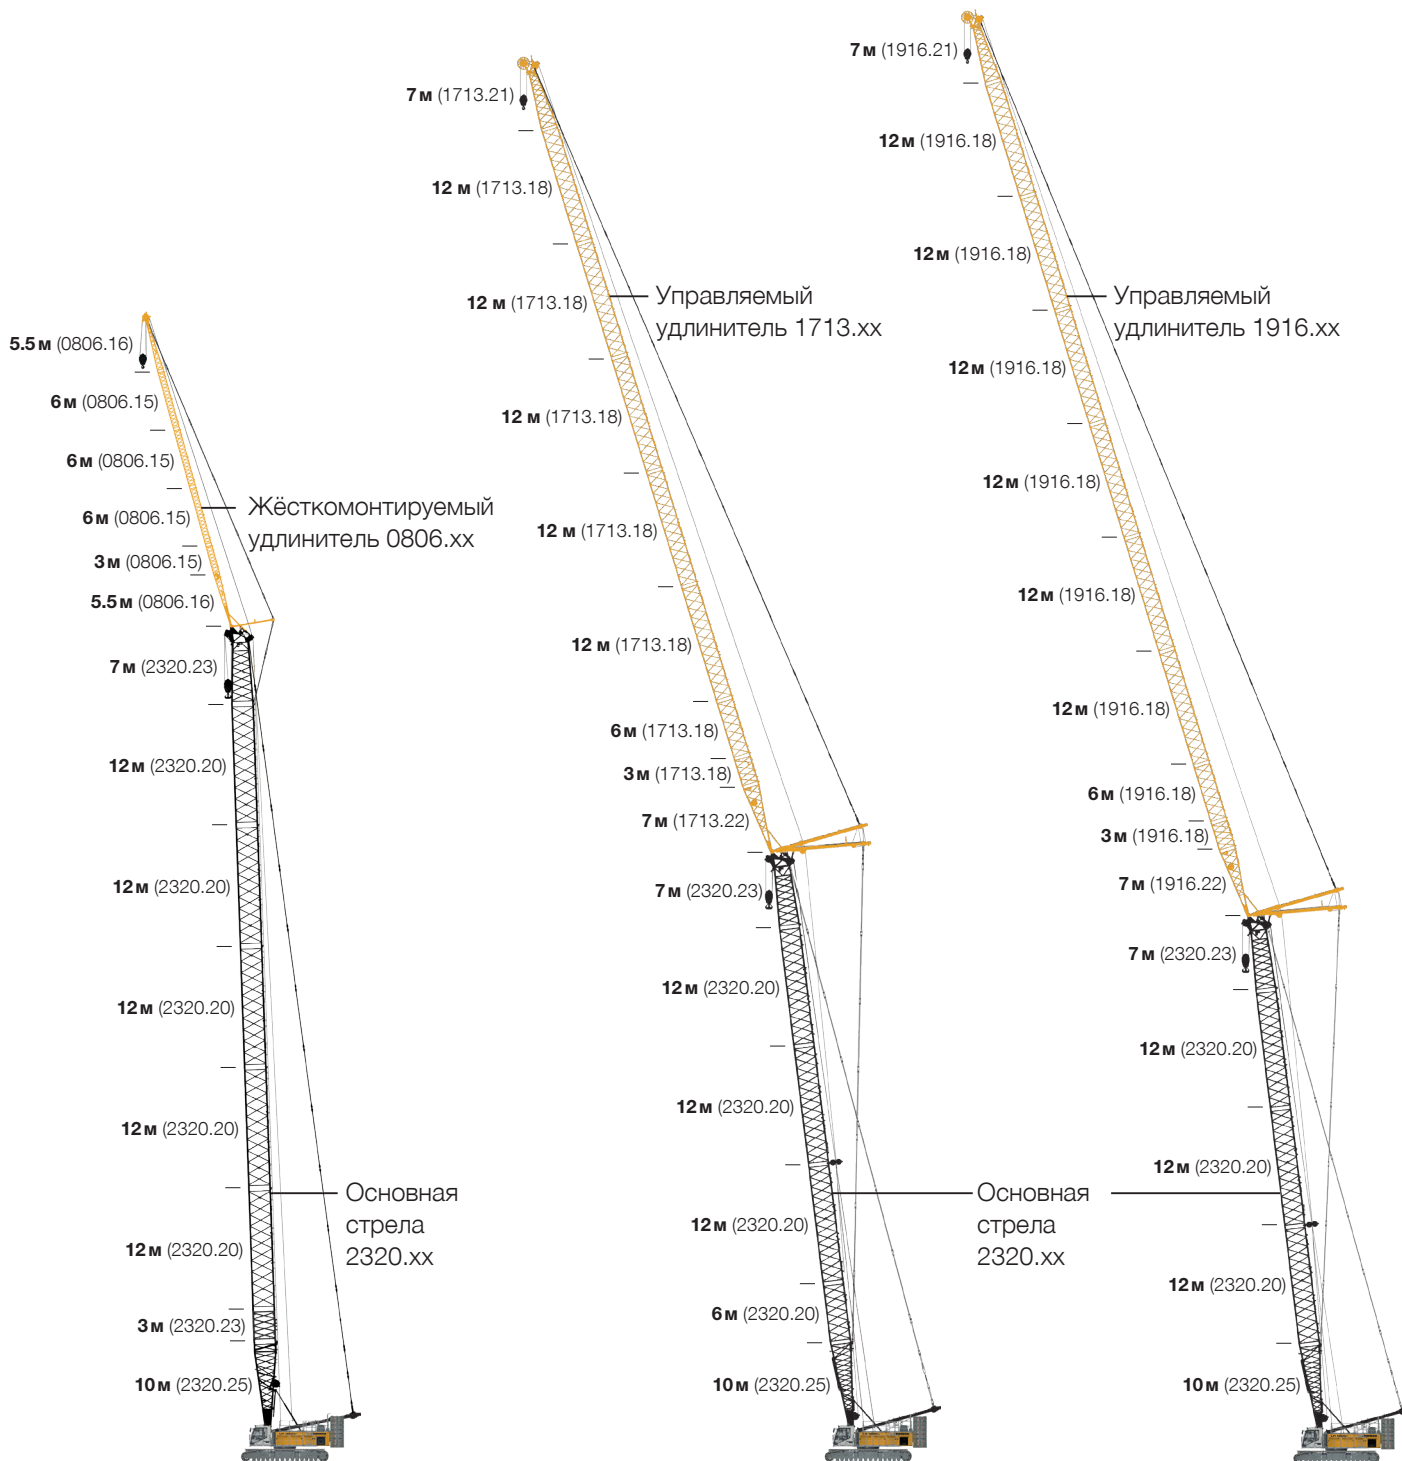 5.5 м (0806.16)
6 м (0806.15)
6 м (0806.15)
6 м (0806.15)
3 м (0806.15)
5.5 м (0806.16)
Жёсткомонтируемый
удлинитель 0806.xx
7 м (2320.23)
12 м (2320.20)
12 м (2320.20)
12 м (2320.20)
12 м (2320.20)
12 м (2320.20)
3 м (2320.23)
10 м (2320.25)
Основная
стрела
2320.xx
7 м (1713.21)
12 м (1713.18)
12 м (1713.18)
12 м (1713.18)
12 м (1713.18)
12 м (1713.18)
6 м (1713.18)
3 м (1713.18)
7 м (1713.22)
Управляемый
удлинитель 1713.xx
7 м (2320.23)
12 м (2320.20)
12 м (2320.20)
12 м (2320.20)
6 м (2320.20)
10 м (2320.25)
Основная
стрела
2320.xx
7 м (1916.21)
12 м (1916.18)
12 м (1916.18)
12 м (1916.18)
12 м (1916.18)
12 м (1916.18)
12 м (1916.18)
6 м (1916.18)
3 м (1916.18)
7 м (1916.22)
Управляемый
удлинитель 1916.xx
7 м (2320.23)
12 м (2320.20)
12 м (2320.20)
12 м (2320.20)
10 м (2320.25)